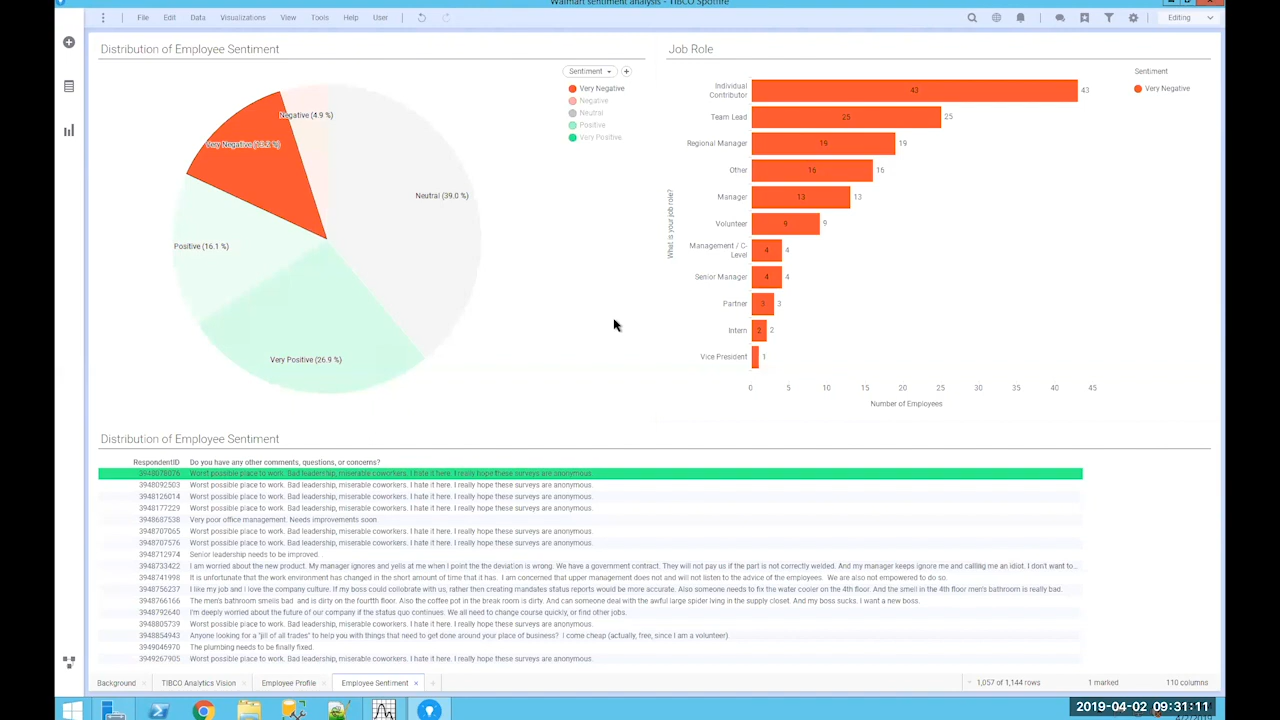 Walmart sentiment analysis - TIBCO Spotfire
File Edit Data Visualizations View Tools Help User
Editing
Distribution of Employee Sentiment
Sentiment
Very Negative
Negative
Neutral
Positive
Very Positive
Negative (4.9 %)
Very Negative (13.2 %)
Neutral (39.0 %)
Positive (16.1 %)
Very Positive (26.9 %)
Job Role
Sentiment
Very Negative
What is your job role?
Individual Contributor 43 43
Team Lead 25 25
Regional Manager 19 19
Other 16 16
Manager 13 13
Volunteer 9 9
Management / C-Level 4 4
Senior Manager 4 4
Partner 3 3
Intern 2 2
Vice President 1
0 5 10 15 20 25 30 35 40 45
Number of Employees
Distribution of Employee Sentiment
RespondentID Do you have any other comments, questions, or concerns?
3948078026 Worst possible place to work. Bad leadership, miserable coworkers. I hate it here. I really hope these surveys are anonymous.
3948092503 Worst possible place to work. Bad leadership, miserable coworkers. I hate it here. I really hope these surveys are anonymous.
3948126014 Worst possible place to work. Bad leadership, miserable coworkers. I hate it here. I really hope these surveys are anonymous.
3948177229 Worst possible place to work. Bad leadership, miserable coworkers. I hate it here. I really hope these surveys are anonymous.
3948687538 Very poor office management. Needs improvements soon
3948707065 Worst possible place to work. Bad leadership, miserable coworkers. I hate it here. I really hope these surveys are anonymous.
3948707576 Worst possible place to work. Bad leadership, miserable coworkers. I hate it here. I really hope these surveys are anonymous.
3948712974 Senior leadership needs to be improved.
3948733422 I am worried about the new product. My manager ignores and yells at me when I point the the deviation is wrong. We have a government contract. They will not pay us if the part is not correctly welded. And my manager keeps ignore me and calling me an idiot. I don't want to...
3948741998 It is unfortunate that the work environment has changed in the short amount of time that it has. I am concerned that upper management does not and will not listen to the advice of the employees. We are also not empowered to do so.
3948756237 I like my job and I love the company culture. If my boss could collobrate with us, rather then creating mandates status reports would be more accurate. Also someone needs to fix the water cooler on the 4th floor. And the smell in the 4th floor men's bathroom is really bad.
3948766166 The men's bathroom smells bad and is dirty on the fourth floor. Also the coffee pot in the break room is dirty. And can someone deal with the awful large spider living in the supply closet. And my boss sucks. I want a new boss.
3948792640 I'm deeply worried about the future of our company if the status quo continues. We all need to change course quickly, or find other jobs.
3948805739 Worst possible place to work. Bad leadership, miserable coworkers. I hate it here. I really hope these surveys are anonymous.
3948854943 Anyone looking for a "jill of all trades" to help you with things that need to get done around your place of business? I come cheap (actually, free, since I am a volunteer)
3949046970 The plumbing needs to be finally fixed.
3949267905 Worst possible place to work. Bad leadership, miserable coworkers. I hate it here. I really hope these surveys are anonymous.
Background TIBCO Analytics Vision Employee Profile Employee Sentiment
1,057 of 1,144 rows 1 marked 110 columns
2019-04-02 09:31:11